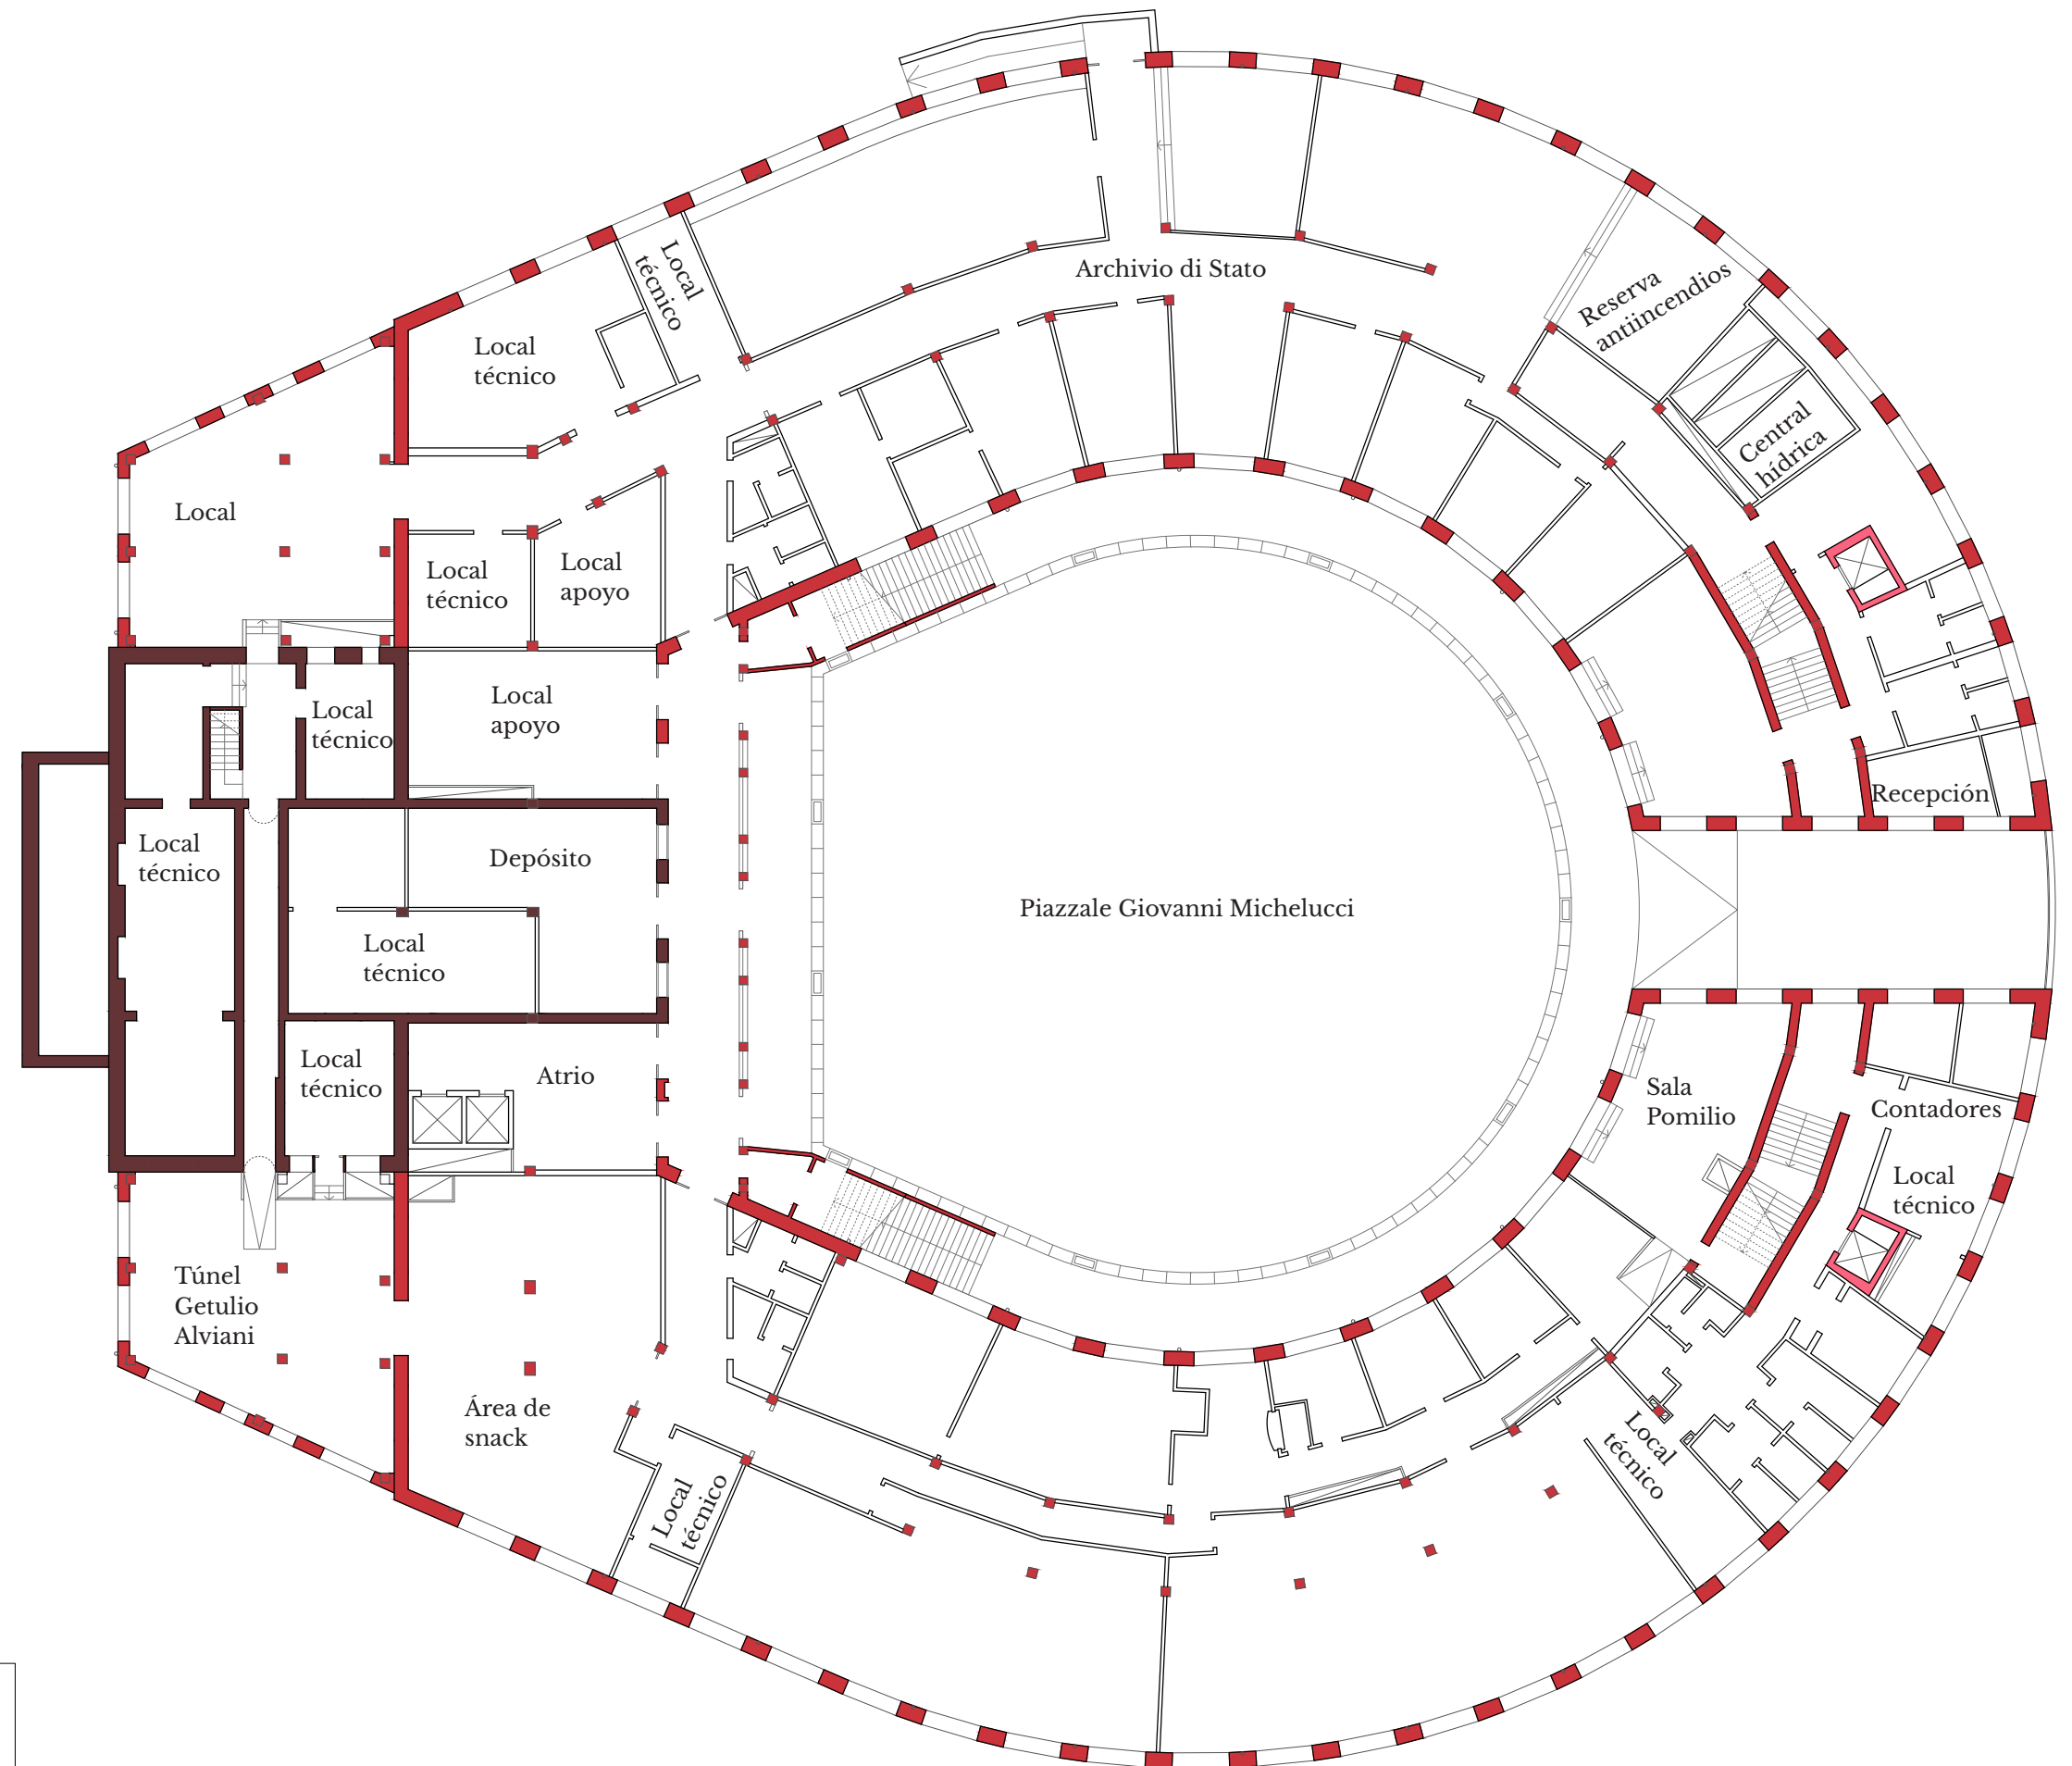 Local
técnico
Archivio di Stato
Reserva
antiincendios
Local
técnico
Central
hídrica
Local
Local
técnico
Local
apoyo
Local
técnico
Local
apoyo
Recepción
Local
técnico
Depósito
Piazzale Giovanni Michelucci
Local
técnico
Local
técnico
Atrio
Sala
Pomilio
Contadores
Local
técnico
Túnel
Getulio
Alviani
Área de
snack
Local
técnico
Local
técnico